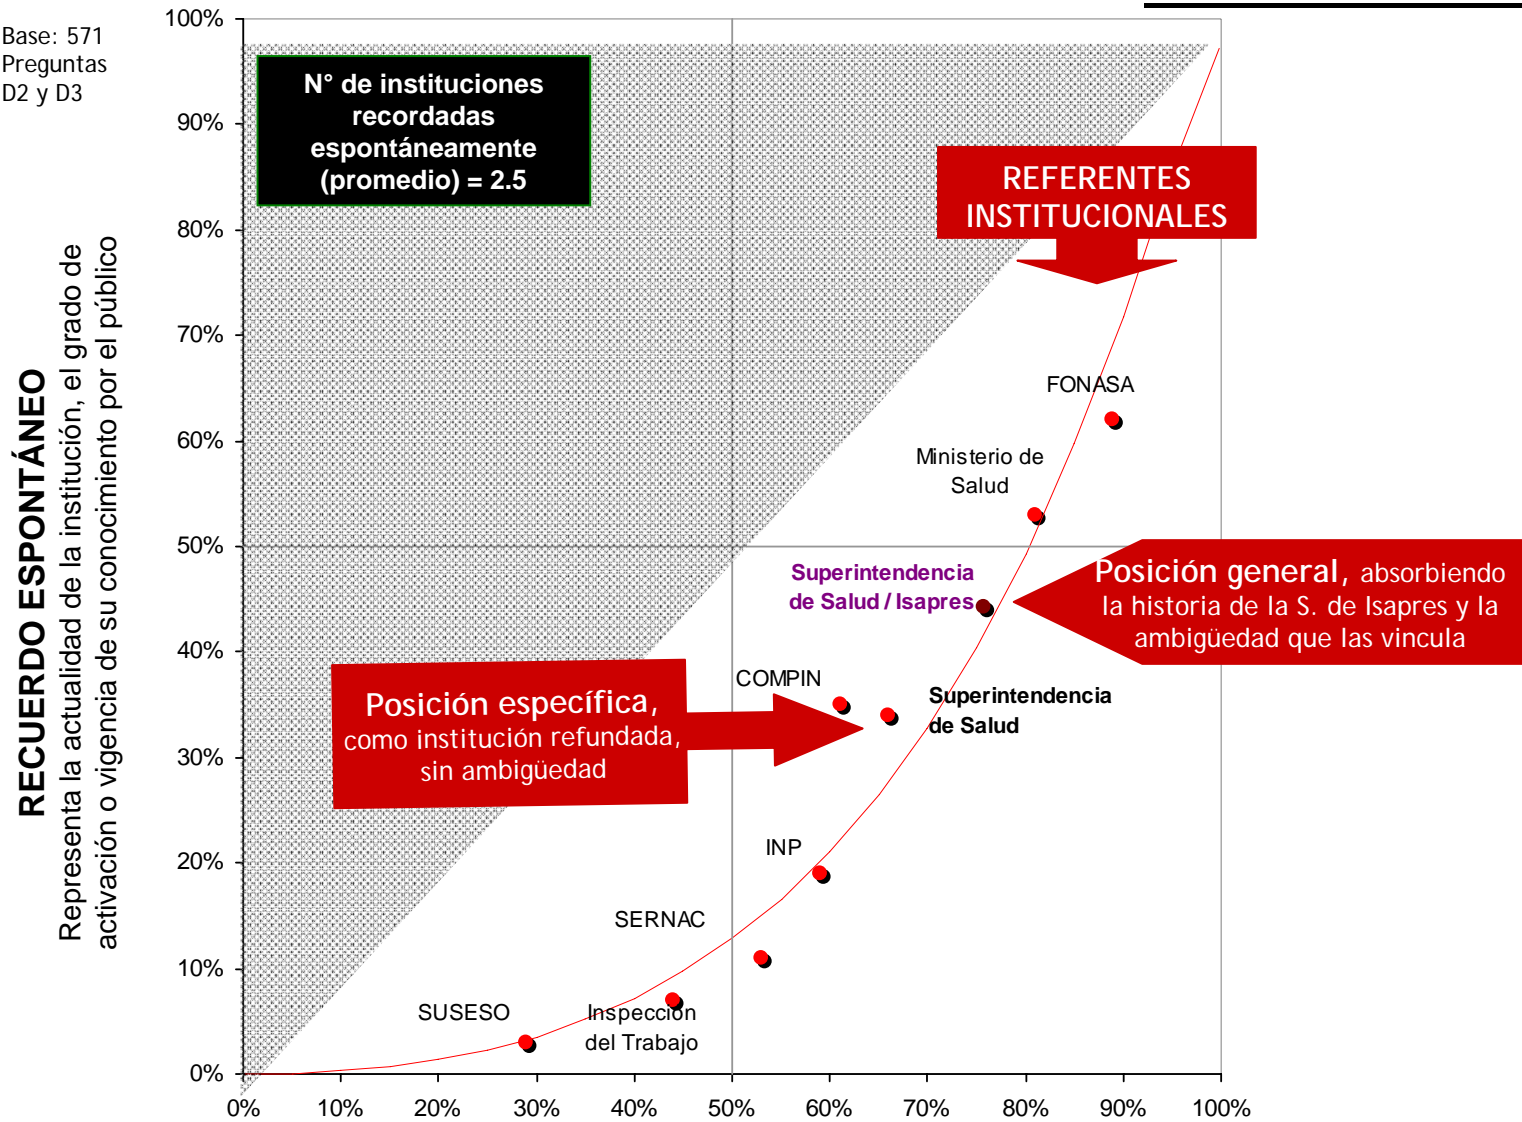 Base: 571
Preguntas
D2 y D3
RECUERDO ESPONTÁNEO
Representa la actualidad de la institución, el grado de
activación o vigencia de su conocimiento por el público
100%
90%
80%
70%
60%
50%
40%
30%
20%
10%
0%
N° de instituciones
recordadas
espontáneamente
(promedio) = 2.5
REFERENTES
INSTITUCIONALES
FONASA
Ministerio de
Salud
Superintendencia
de Salud / Isapres
Posición general, absorbiendo
la historia de la S. de Isapres y la
ambigüedad que las vincula
COMPIN
Superintendencia
de Salud
Posición específica,
como institución refundada,
sin ambigüedad
INP
SERNAC
SUSESO
Inspección
del Trabajo
0% 10% 20% 30% 40% 50% 60% 70% 80% 90% 100%